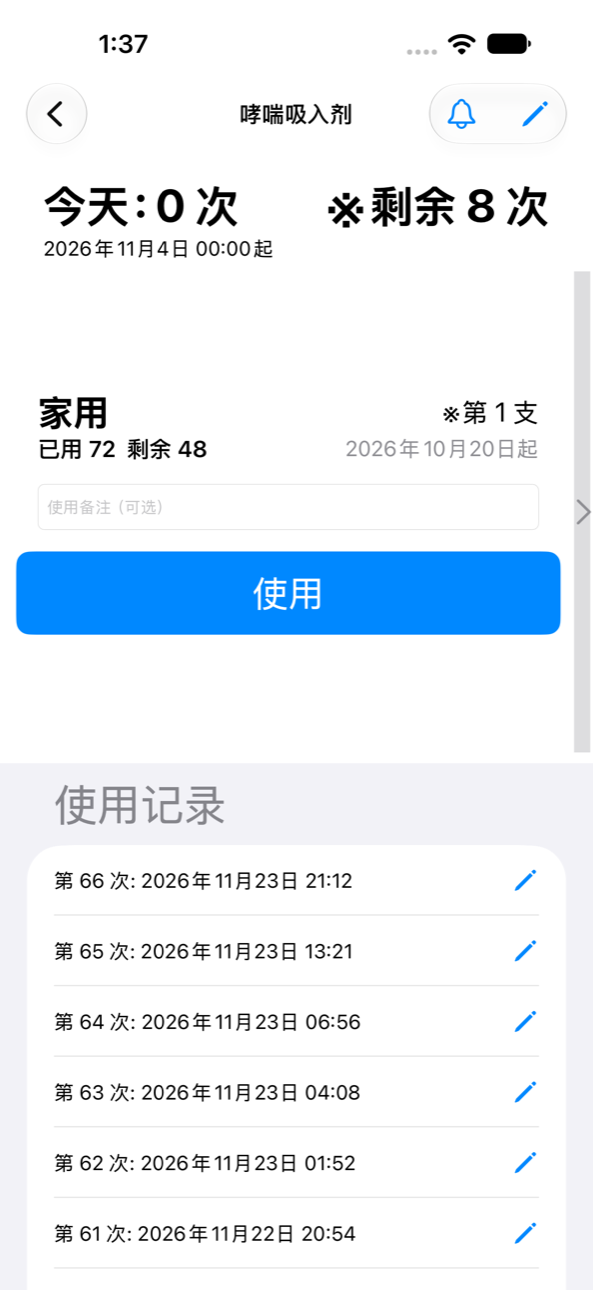 1:37
哮喘吸入剂
今天:0 次
※剩余 8 次
2026年11月4日 00:00起
家用
※第 1 支
已用 72 剩余 48
2026年10月20日起
使用备注 (可选)
使用
使用记录
第 66 次: 2026年11月23日 21:12
第 65 次: 2026年11月23日 13:21
第 64 次: 2026年11月23日 06:56
第 63 次: 2026年11月23日 04:08
第 62 次: 2026年11月23日 01:52
第 61 次: 2026年11月22日 20:54